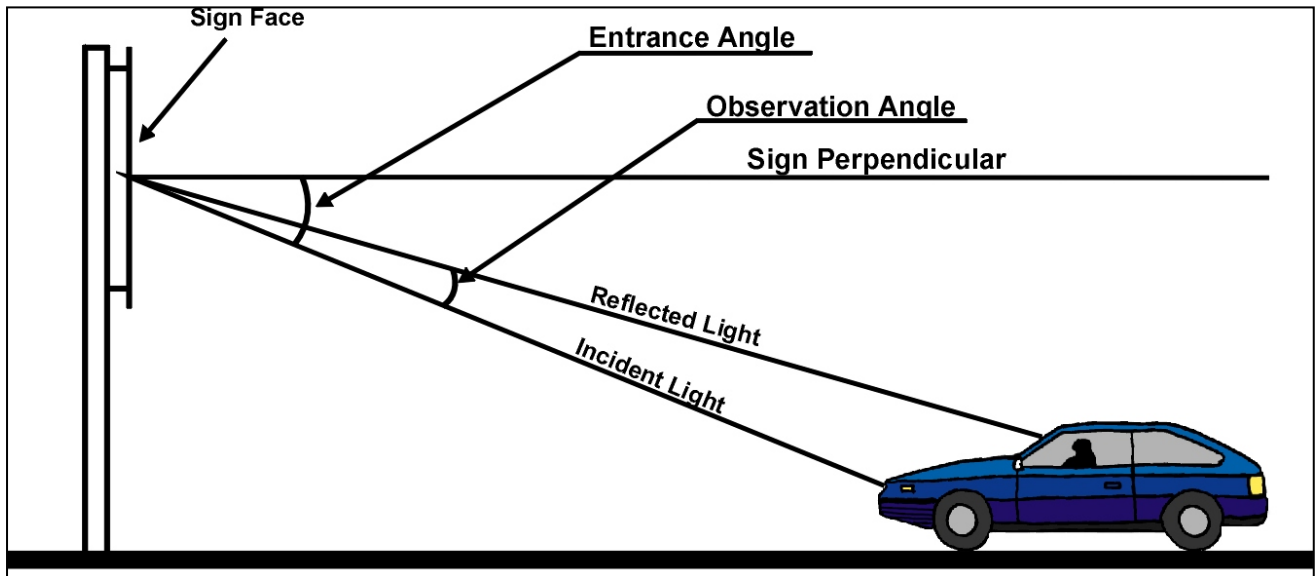 Sign Face
Entrance Angle
Observation Angle
Sign Perpendicular
Reflected Light
Incident Light